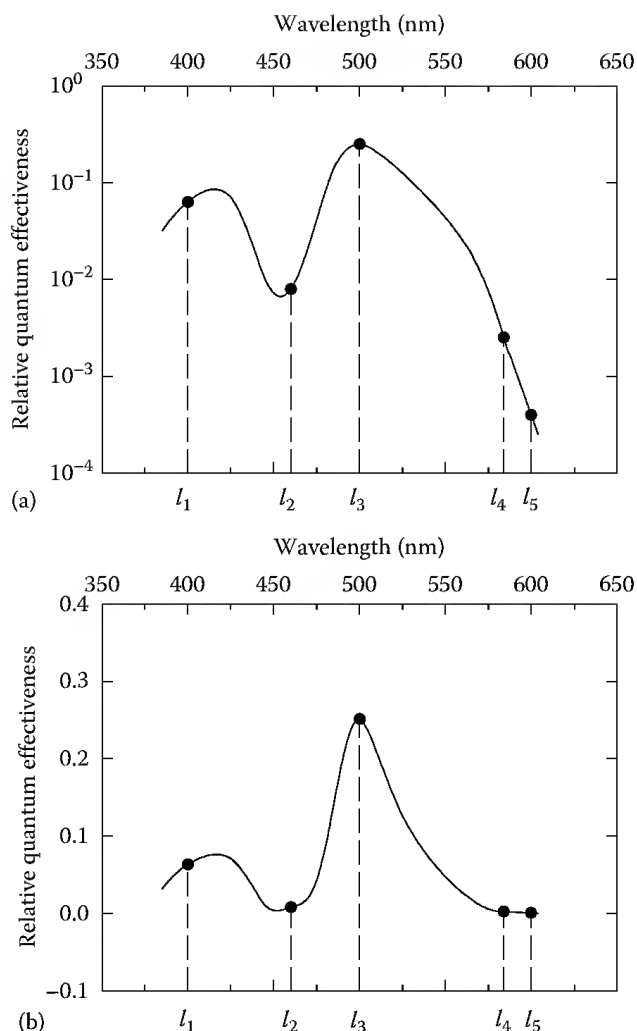 Wavelength (nm)
350 400 450 500 550 600 650
10⁰
10⁻¹
10⁻²
10⁻³
10⁻⁴
Relative quantum effectiveness
(a)
l₁ l₂ l₃ l₄ l₅
Wavelength (nm)
350 400 450 500 550 600 650
0.4
0.3
0.2
0.1
0.0
−0.1
Relative quantum effectiveness
(b)
l₁ l₂ l₃ l₄ l₅